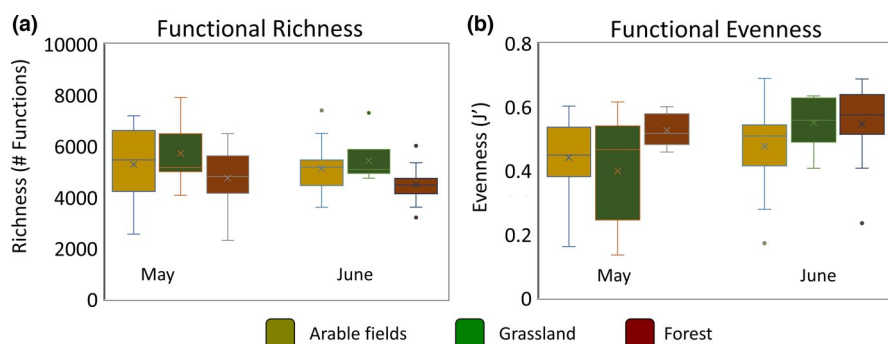 (a) Functional Richness
10000
8000
6000
4000
2000
0
Richness (# Functions)
May June
(b) Functional Evenness
0.8
0.6
0.4
0.2
0
Evenness (J')
May June
Arable fields Grassland Forest